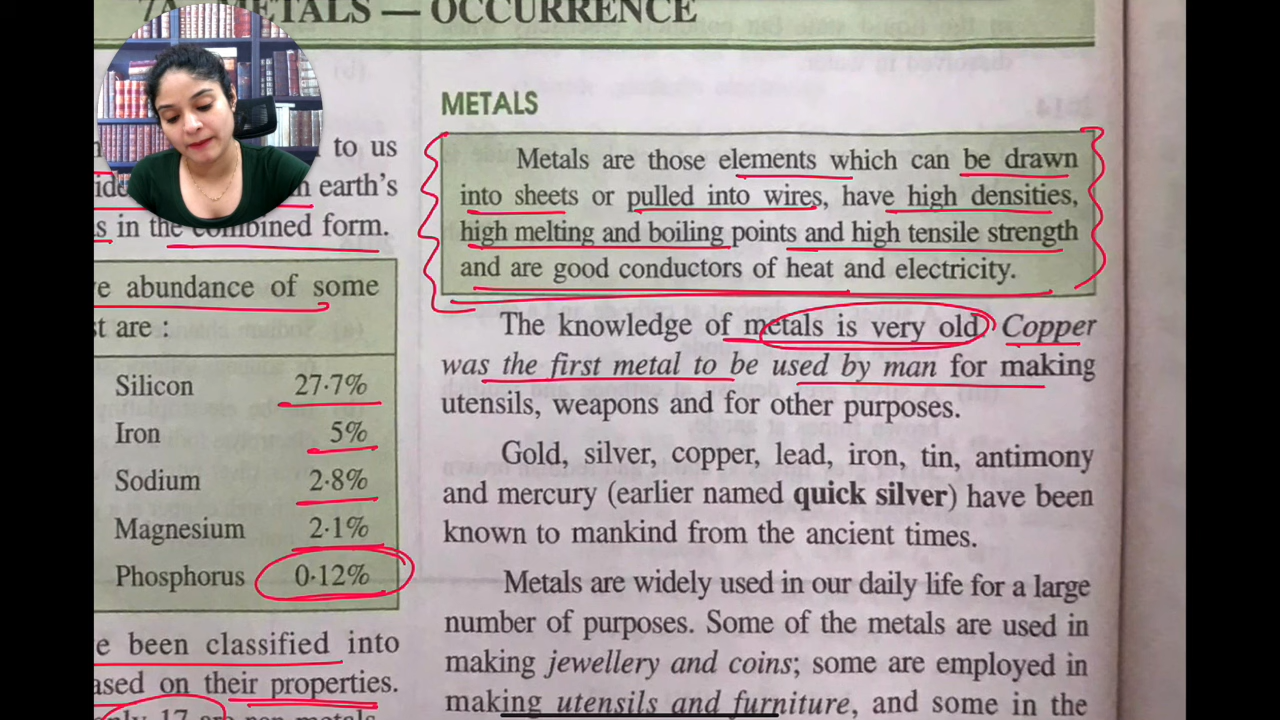 7A METALS — OCCURRENCE
to us
earth's
s in the combined form.
e abundance of some
t are :
Silicon 27·7%
Iron 5%
Sodium 2·8%
Magnesium 2·1%
Phosphorus 0·12%
e been classified into
ased on their properties.
only 17 are non metals
METALS
Metals are those elements which can be drawn
into sheets or pulled into wires, have high densities,
high melting and boiling points and high tensile strength
and are good conductors of heat and electricity.
The knowledge of metals is very old. Copper
was the first metal to be used by man for making
utensils, weapons and for other purposes.
Gold, silver, copper, lead, iron, tin, antimony
and mercury (earlier named quick silver) have been
known to mankind from the ancient times.
Metals are widely used in our daily life for a large
number of purposes. Some of the metals are used in
making jewellery and coins; some are employed in
making utensils and furniture, and some in the